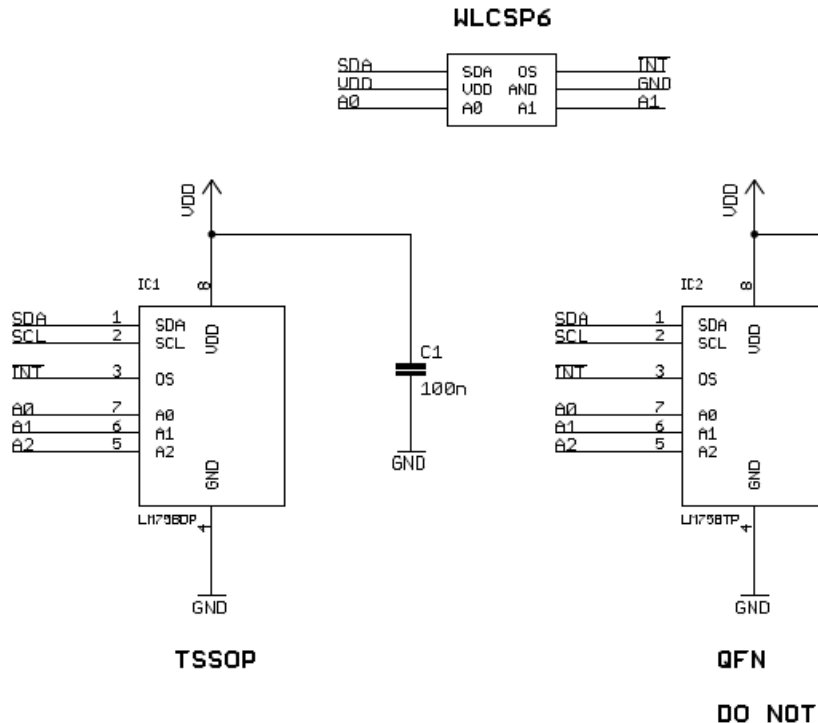 WLCSP6
SDA SDA OS INT
VDD VDD AND GND
A0 A0 A1 A1
VDD VDD
IC1 8 IC2 8
SDA 1 SDA VDD SDA 1 SDA VDD
SCL 2 SCL SCL 2 SCL
C1
INT 3 OS INT 3 OS
100n
A0 7 A0 A0 7 A0
A1 6 A1 A1 6 A1
A2 5 A2 A2 5 A2
GND GND GND
LM75BDP 4 LM75BTP 4
GND GND
TSSOP QFN
DO NOT